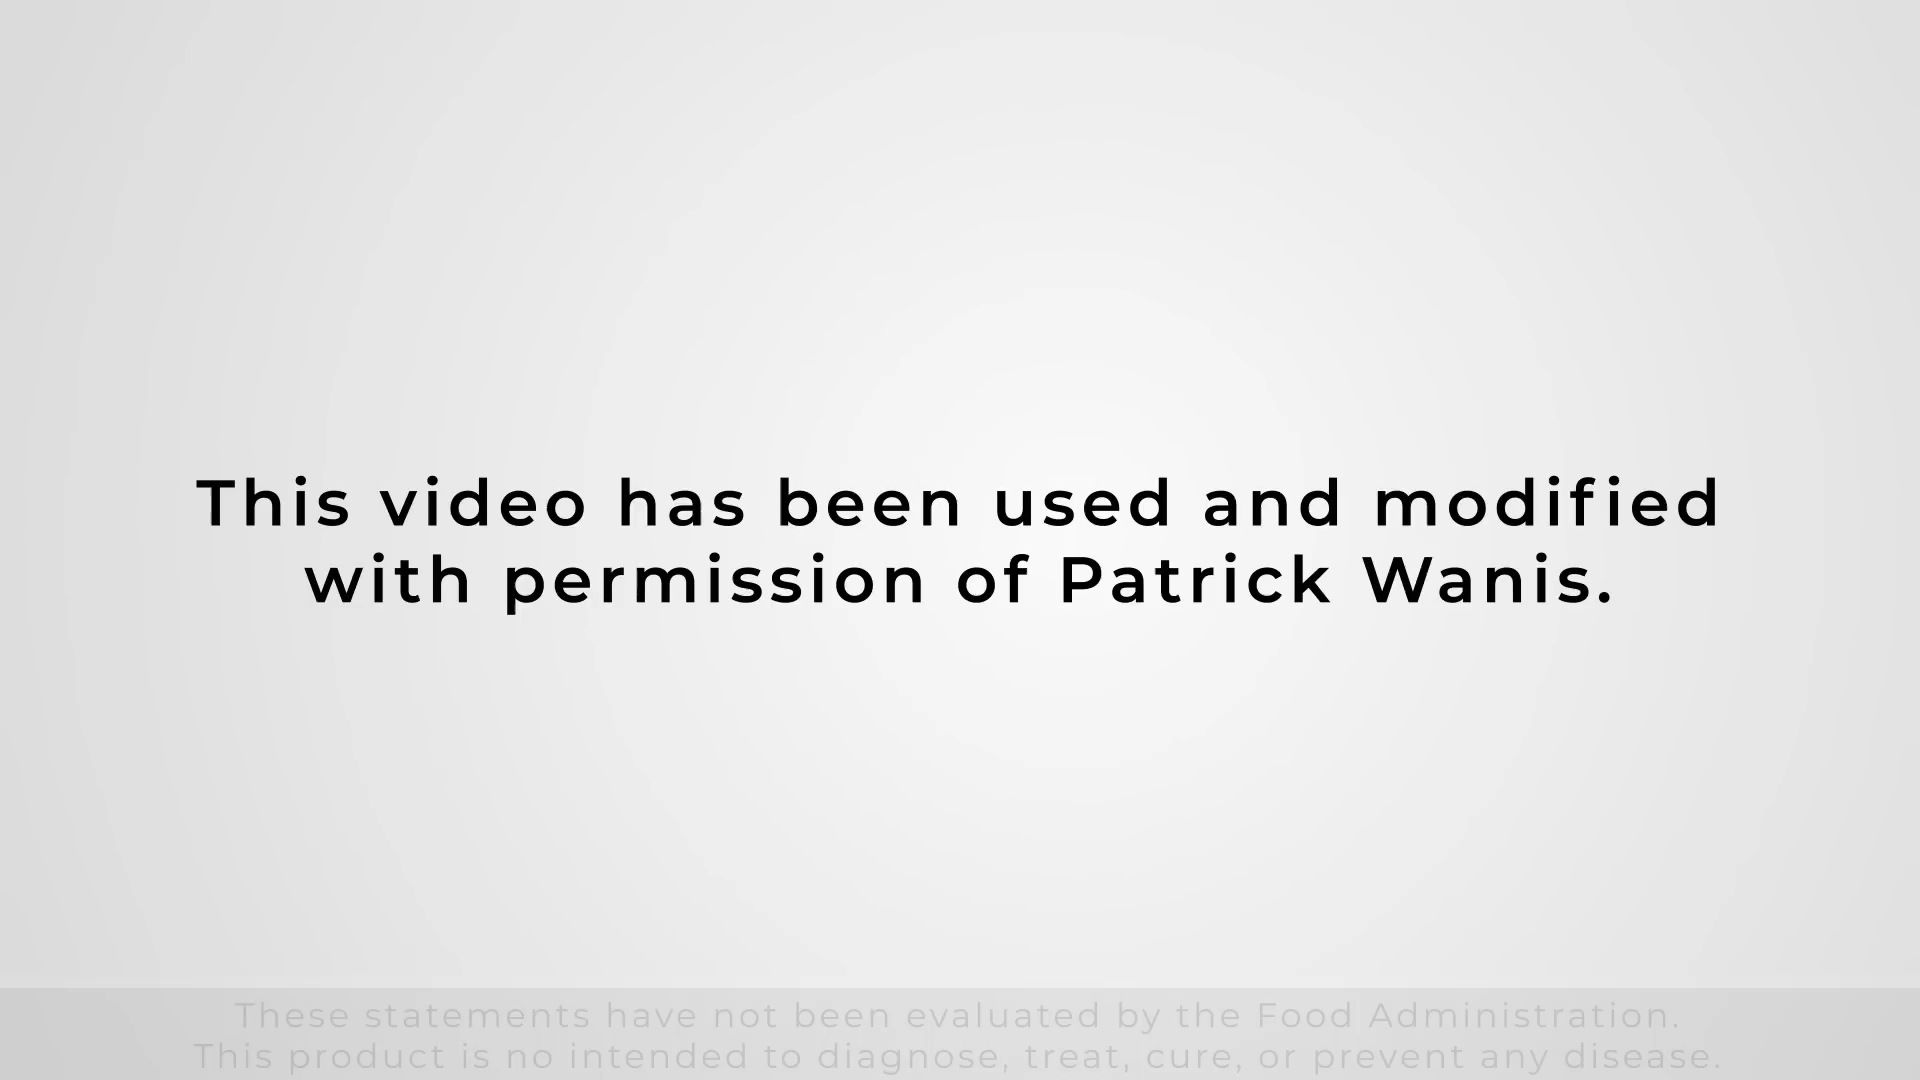 This video has been used and modified
with permission of Patrick Wanis.
These statements have not been evaluated by the Food Administration.
This product is no intended to diagnose, treat, cure, or prevent any disease.